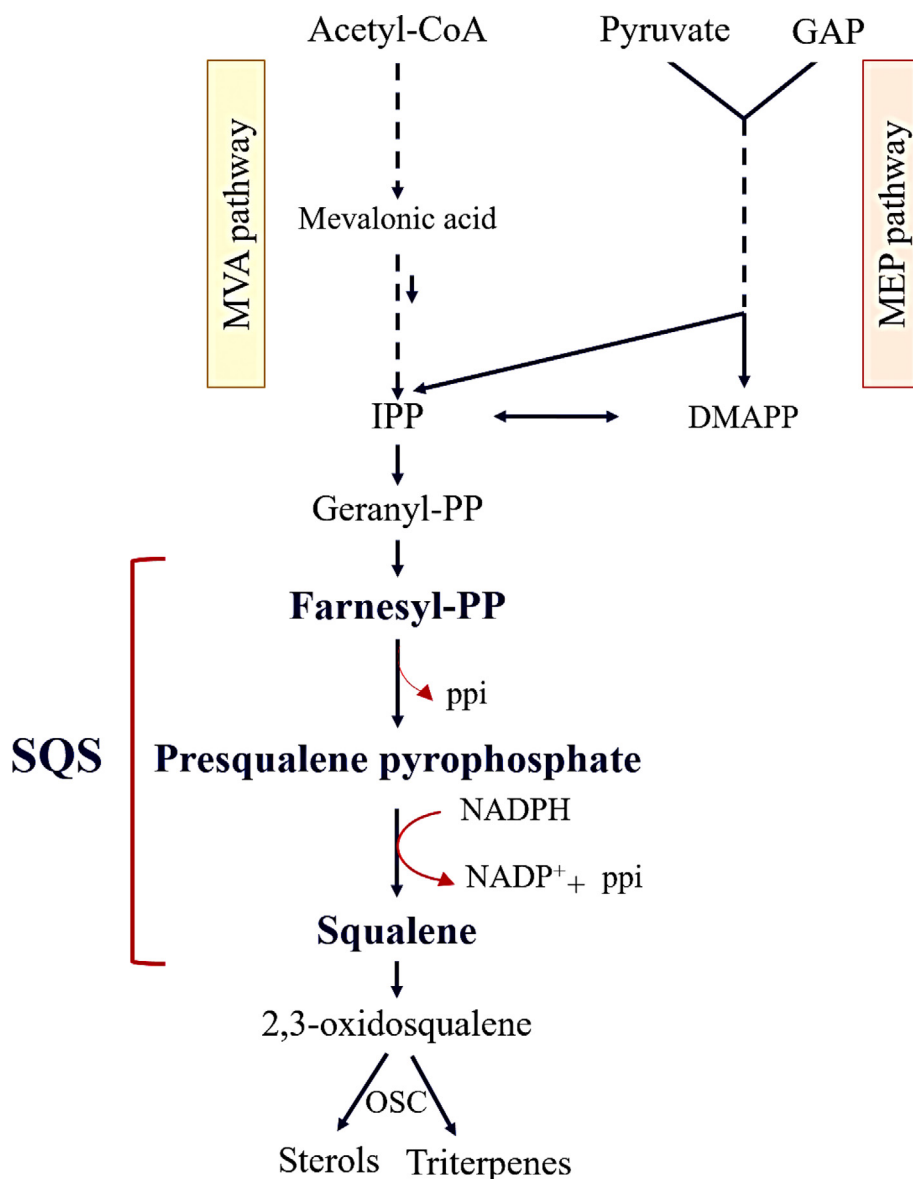 Acetyl-CoA
Pyruvate
GAP
MVA pathway
MEP pathway
Mevalonic acid
IPP
DMAPP
Geranyl-PP
Farnesyl-PP
ppi
SQS
Presqualene pyrophosphate
NADPH
NADP⁺ + ppi
Squalene
2,3-oxidosqualene
OSC
Sterols
Triterpenes